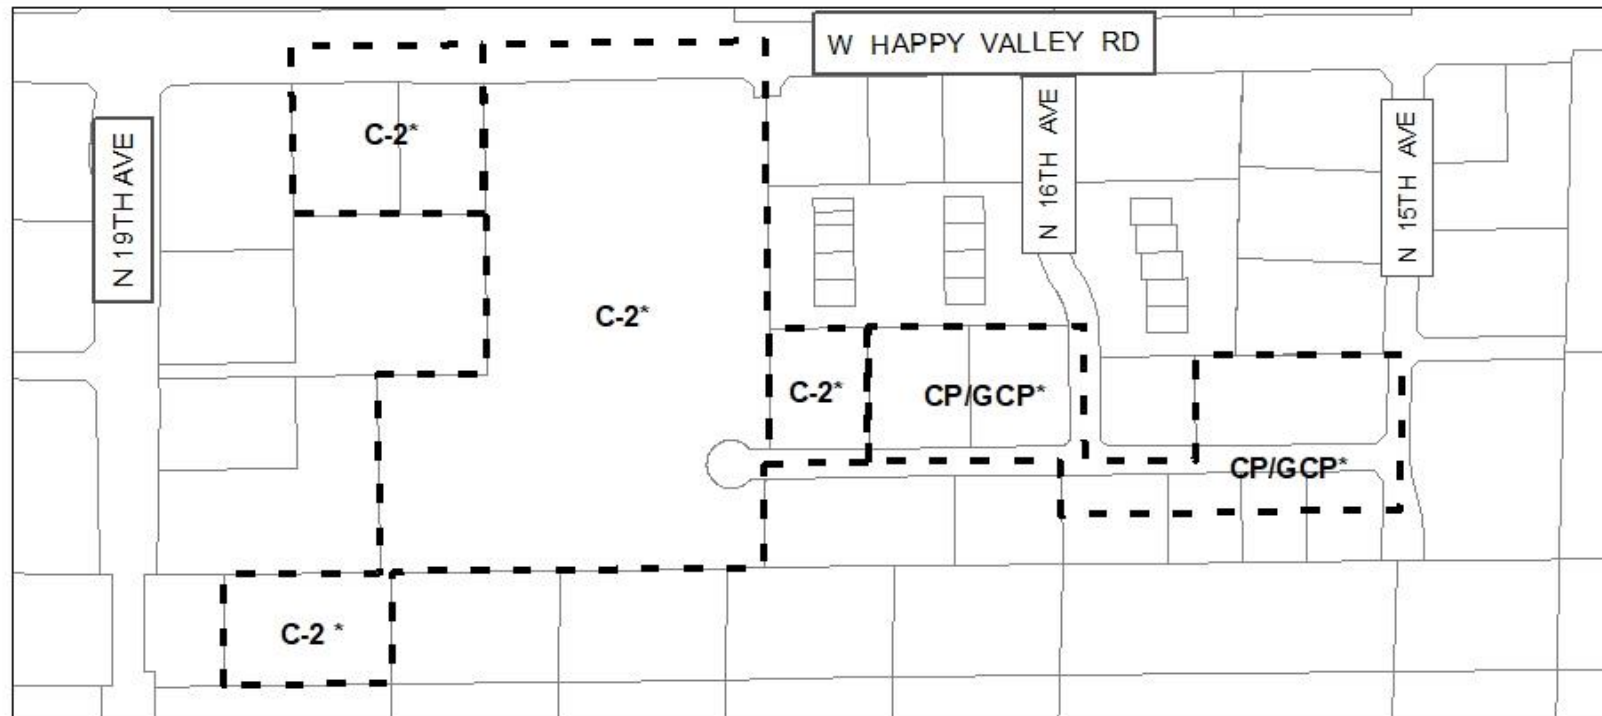 W HAPPY VALLEY RD
C-2*
N 19TH AVE
N 16TH AVE
N 15TH AVE
C-2*
C-2*
CP/GCP*
CP/GCP*
C-2 *